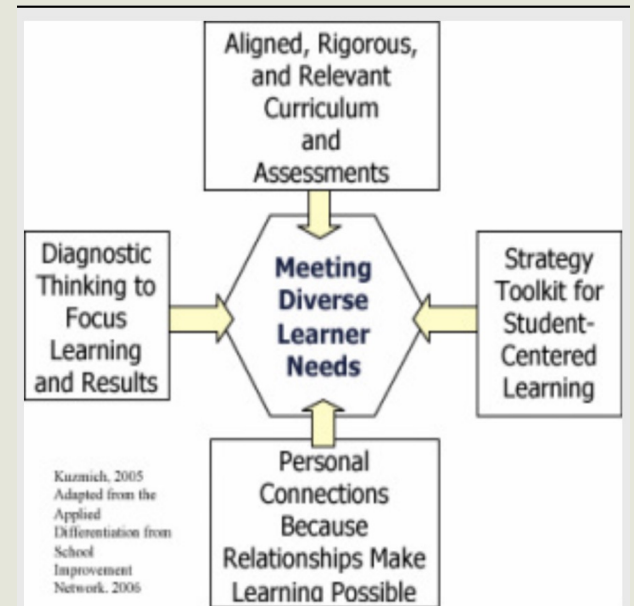 Aligned, Rigorous,
and Relevant
Curriculum
and
Assessments
Diagnostic
Thinking to
Focus
Learning
and Results
Meeting
Diverse
Learner
Needs
Strategy
Toolkit for
Student-
Centered
Learning
Personal
Connections
Because
Relationships Make
Learning Possible
Kuzmich, 2005
Adapted from the
Applied
Differentiation from
School
Improvement
Network. 2006